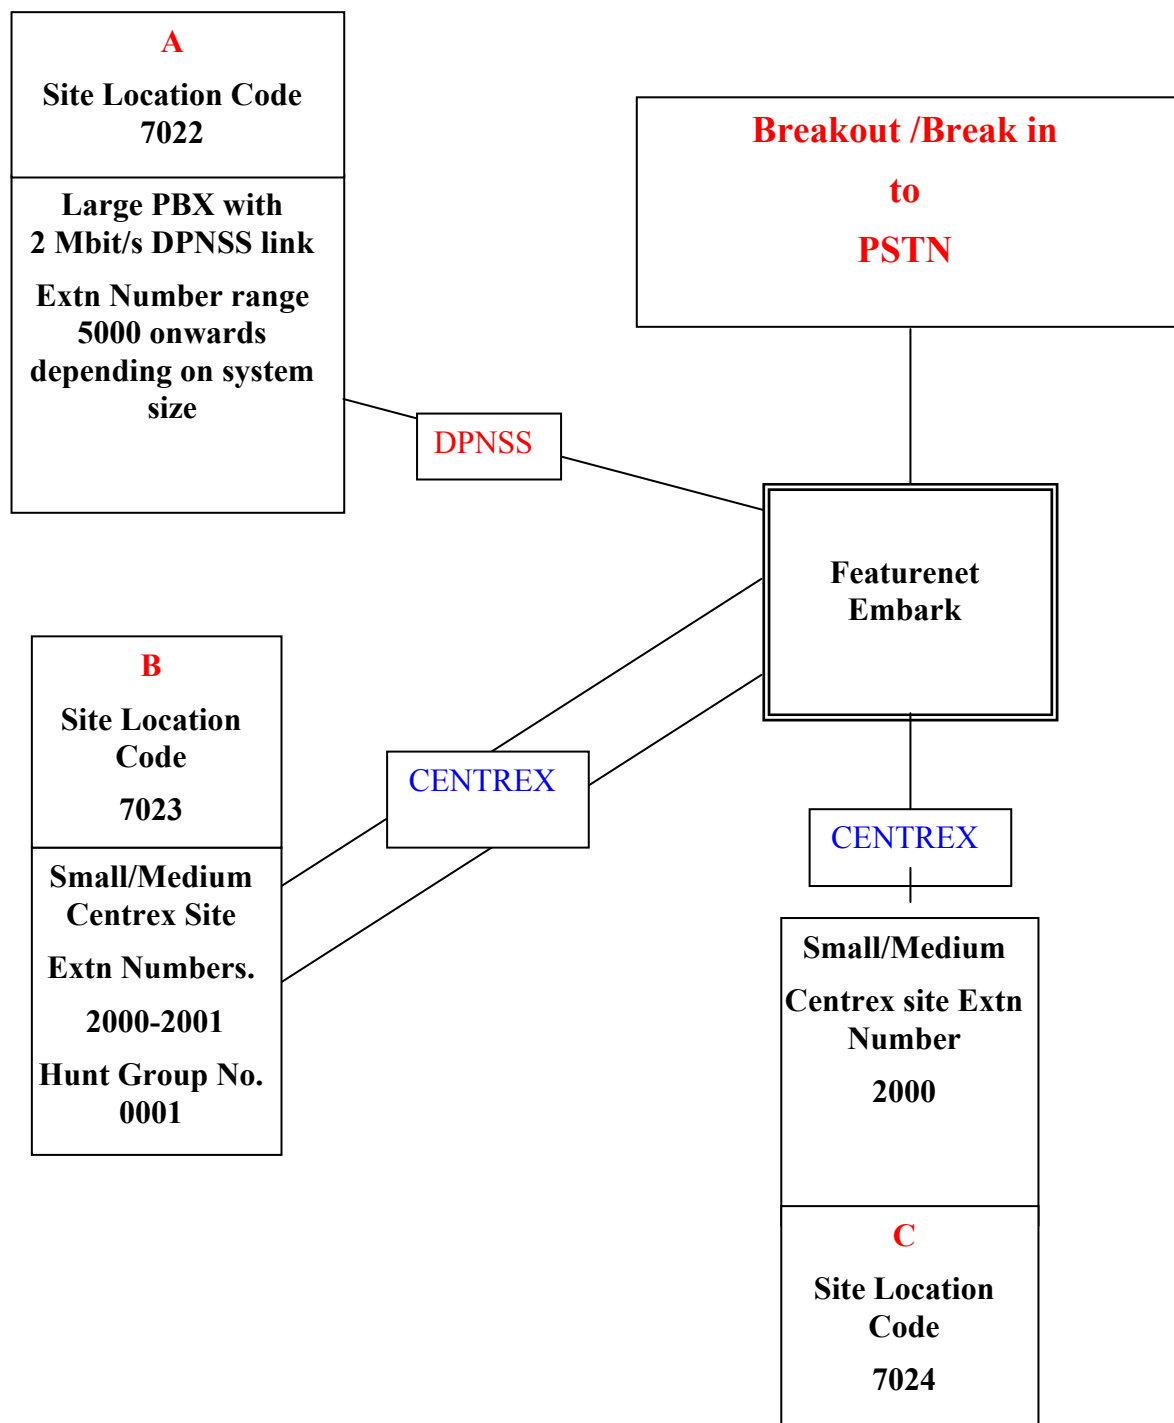 A
Site Location Code
7022
Large PBX with
2 Mbit/s DPNSS link
Extn Number range
5000 onwards
depending on system
size
Breakout /Break in
to
PSTN
DPNSS
Featurenet
Embark
B
Site Location
Code
7023
Small/Medium
Centrex Site
Extn Numbers.
2000-2001
Hunt Group No.
0001
CENTREX
CENTREX
Small/Medium
Centrex site Extn
Number
2000
C
Site Location
Code
7024